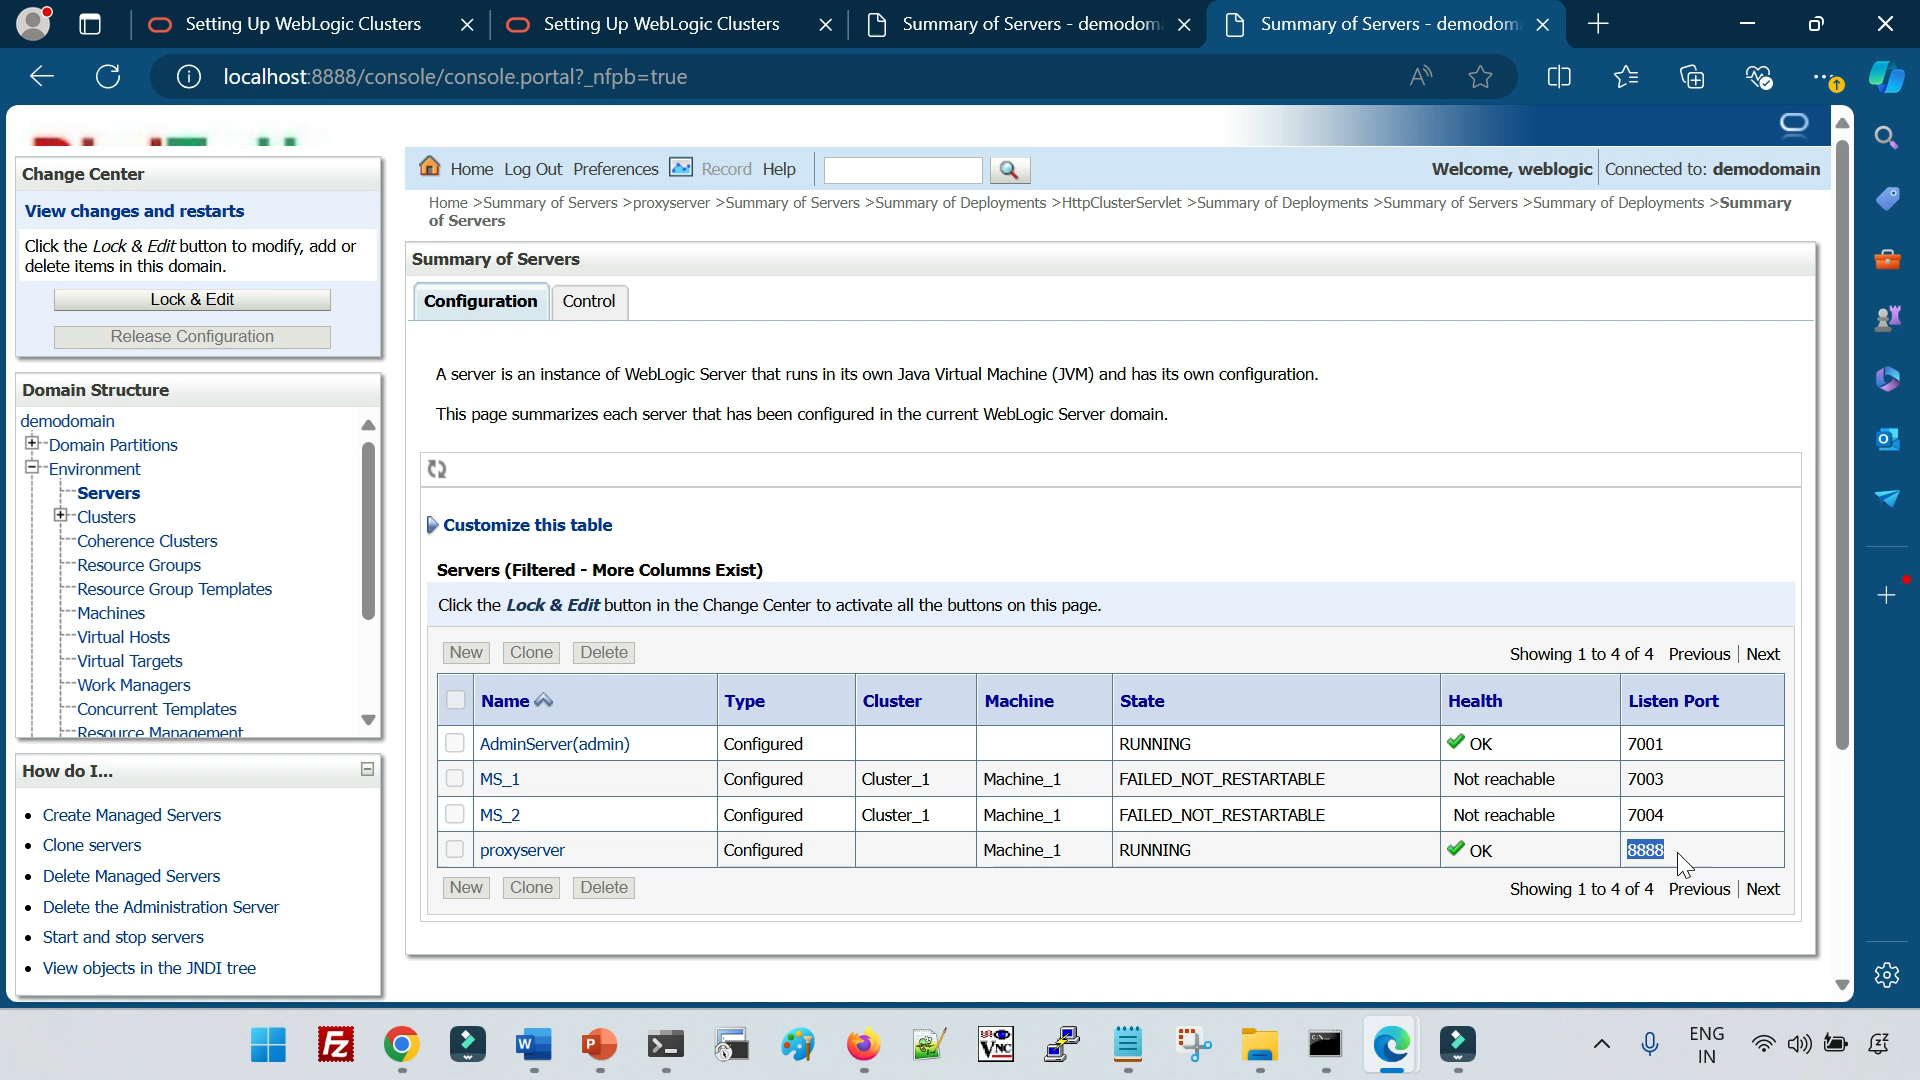 Setting Up WebLogic Clusters
Setting Up WebLogic Clusters
Summary of Servers - demodom
Summary of Servers - demodom
localhost:8888/console/console.portal?_nfpb=true
Change Center
View changes and restarts
Click the Lock & Edit button to modify, add or
delete items in this domain.
Lock & Edit
Release Configuration
Domain Structure
demodomain
Domain Partitions
Environment
Servers
Clusters
Coherence Clusters
Resource Groups
Resource Group Templates
Machines
Virtual Hosts
Virtual Targets
Work Managers
Concurrent Templates
Resource Management
How do I...
Create Managed Servers
Clone servers
Delete Managed Servers
Delete the Administration Server
Start and stop servers
View objects in the JNDI tree
Home Log Out Preferences Record Help
Welcome, weblogic Connected to: demodomain
Home >Summary of Servers >proxyserver >Summary of Servers >Summary of Deployments >HttpClusterServlet >Summary of Deployments >Summary of Servers >Summary of Deployments >Summary
of Servers
Summary of Servers
Configuration Control
A server is an instance of WebLogic Server that runs in its own Java Virtual Machine (JVM) and has its own configuration.
This page summarizes each server that has been configured in the current WebLogic Server domain.
Customize this table
Servers (Filtered - More Columns Exist)
Click the Lock & Edit button in the Change Center to activate all the buttons on this page.
New Clone Delete Showing 1 to 4 of 4 Previous | Next
Name Type Cluster Machine State Health Listen Port
AdminServer(admin) Configured RUNNING OK 7001
MS_1 Configured Cluster_1 Machine_1 FAILED_NOT_RESTARTABLE Not reachable 7003
MS_2 Configured Cluster_1 Machine_1 FAILED_NOT_RESTARTABLE Not reachable 7004
proxyserver Configured Machine_1 RUNNING OK 8888
New Clone Delete Showing 1 to 4 of 4 Previous | Next
ENG
IN